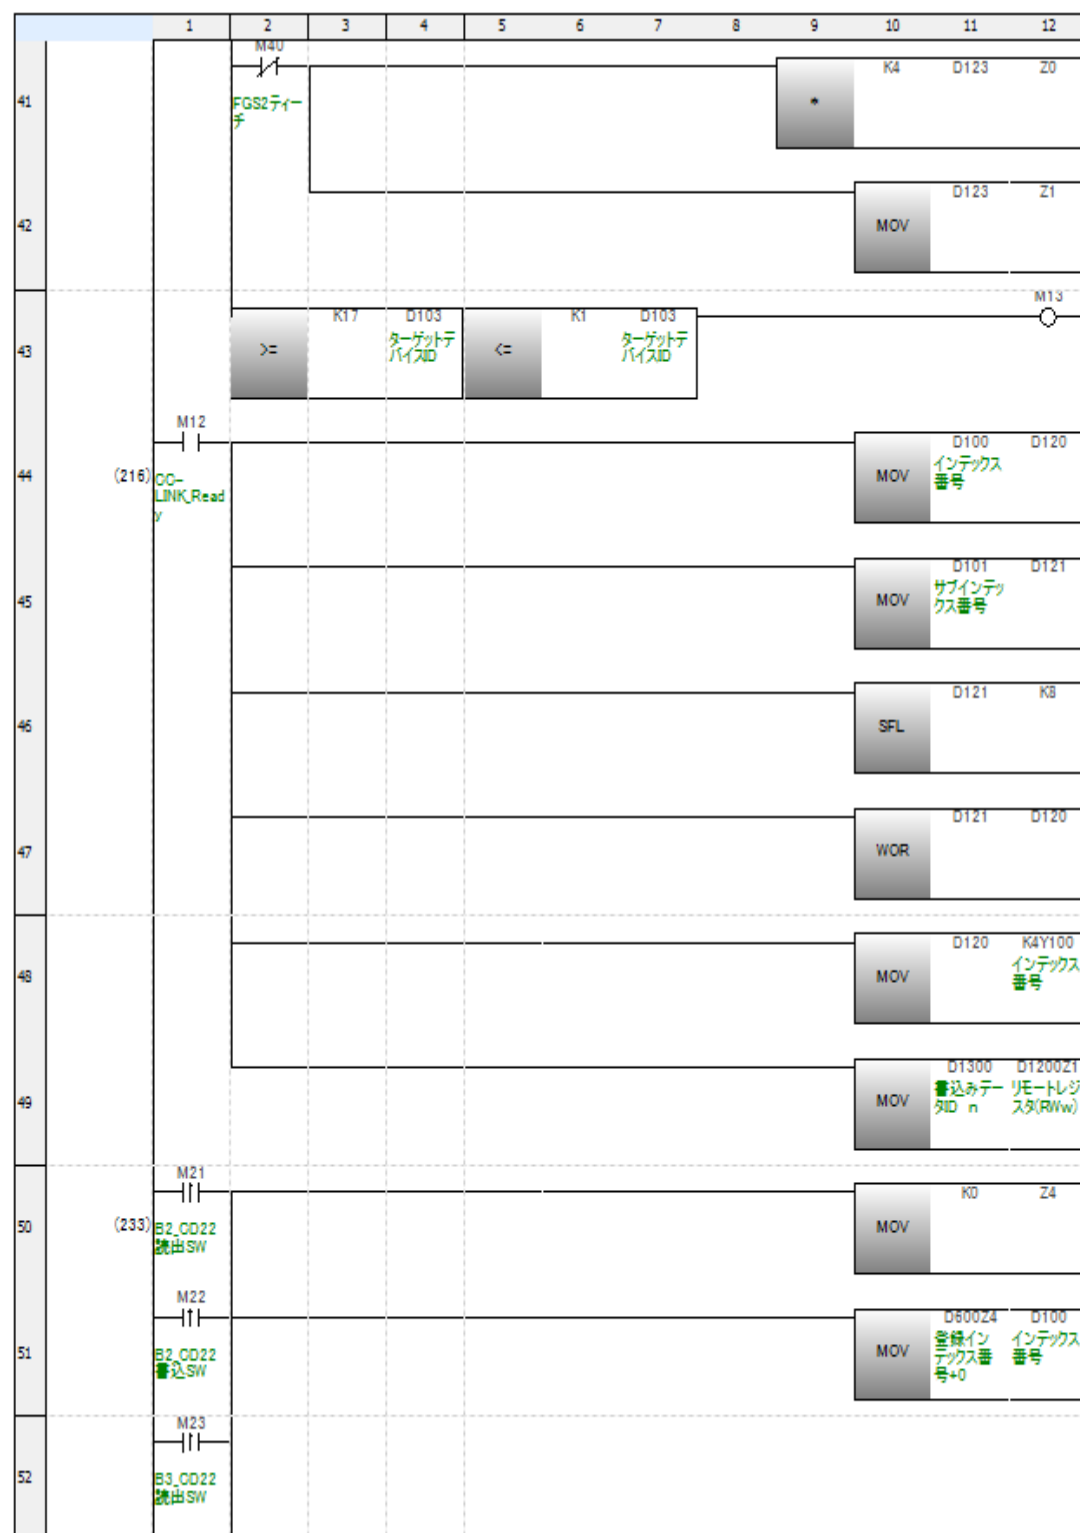 1 2 3 4 5 6 7 8 9 10 11 12
M40
K4 D123 Z0
41
*
FGS2ティー
チ
D123 Z1
42
MOV
M13
K17 D103 K1 D103
ターゲットデ
バイスID
ターゲットデ
バイスID
43
>=
<=
M12
D100 D120
インデックス
番号
44
(216)
MOV
CC-
LINK_Read
y
D101 D121
サブインデッ
クス番号
45
MOV
D121 K8
46
SFL
D121 D120
47
WOR
D120 K4Y100
インデックス
番号
48
MOV
D1300 D1200Z1
書込みデー
タID n
リモートレジ
スタ(RWw)
49
MOV
M21
K0 Z4
50
(233)
MOV
B2_CD22
読出SW
M22
D600Z4 D100
登録イン
デックス番
号+0
インデックス
番号
51
MOV
B2_CD22
書込SW
M23
52
B3_CD22
読出SW